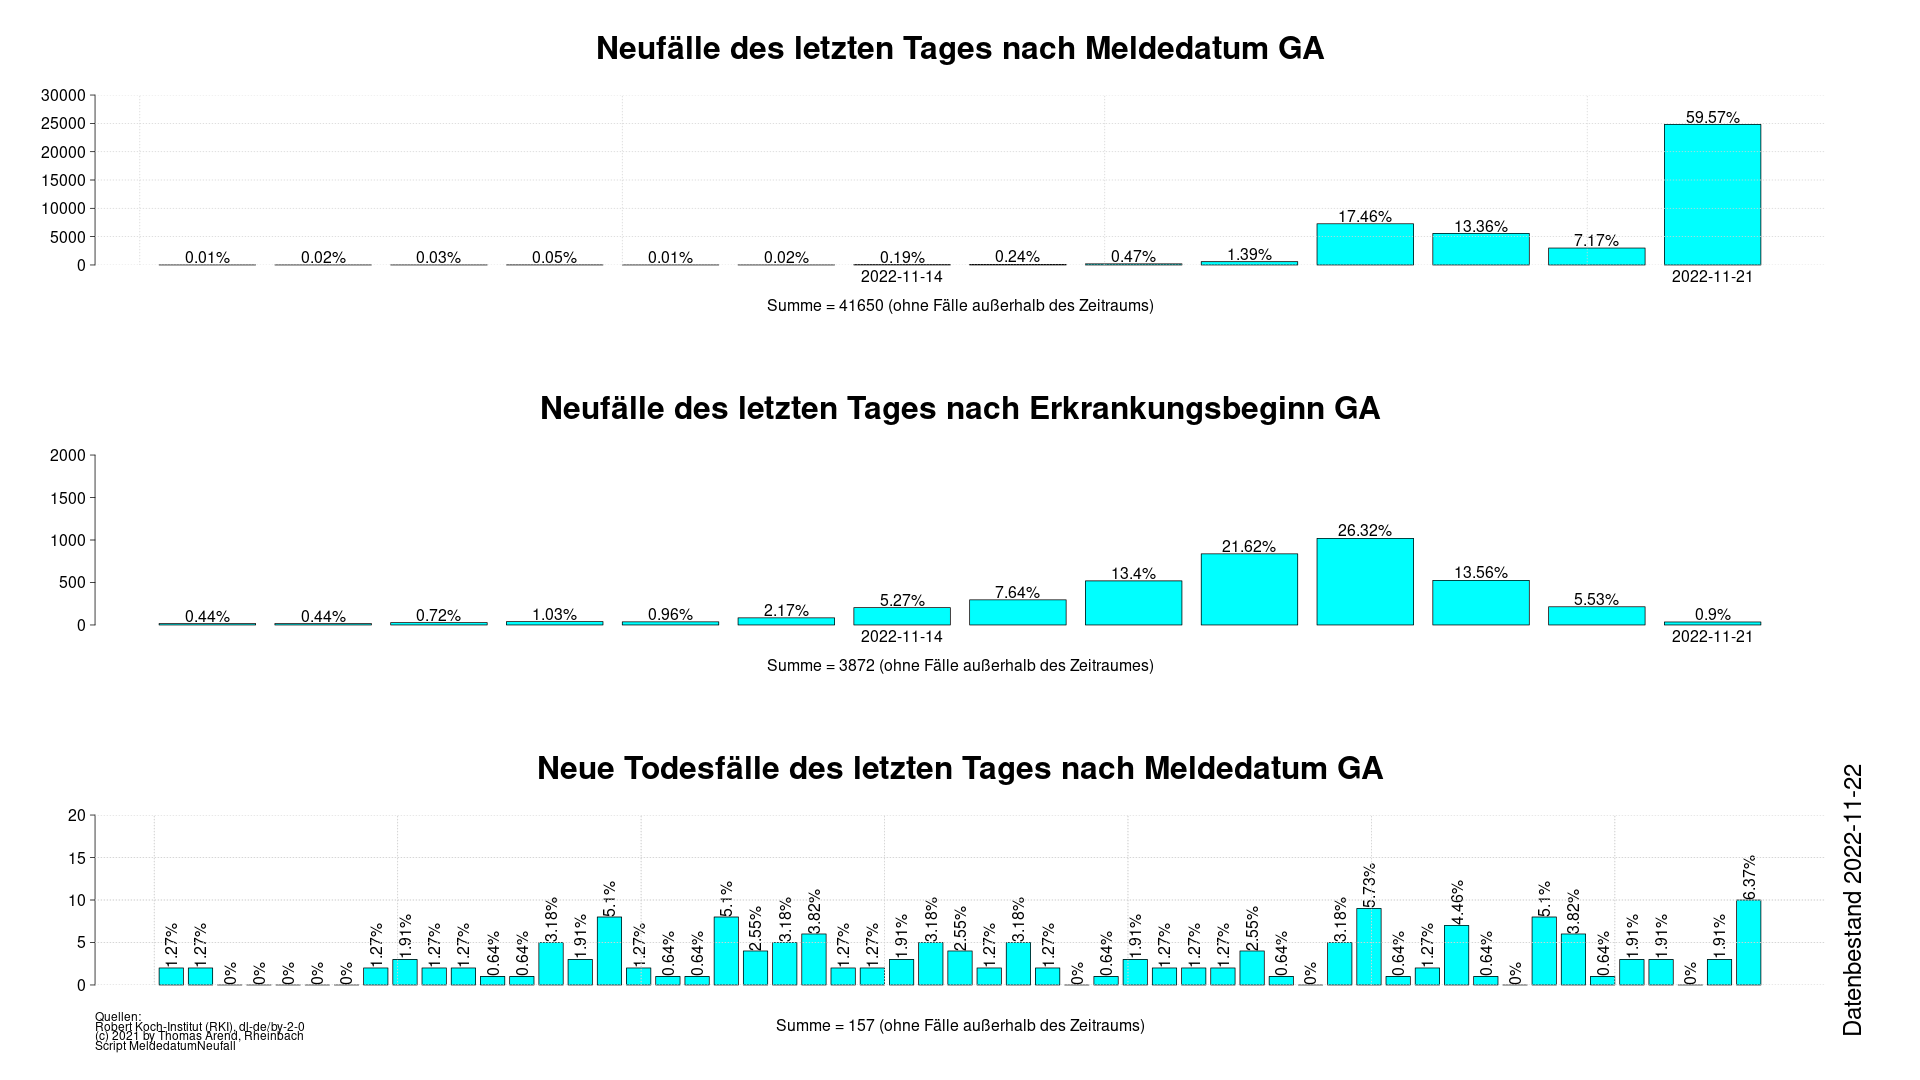 Neufälle des letzten Tages nach Meldedatum GA
30000
25000
20000
15000
10000
5000
0
0.01% 0.02% 0.03% 0.05% 0.01% 0.02% 0.19% 0.24% 0.47% 1.39% 17.46% 13.36% 7.17% 59.57%
2022-11-14 2022-11-21
Summe = 41650 (ohne Fälle außerhalb des Zeitraums)
Neufälle des letzten Tages nach Erkrankungsbeginn GA
2000
1500
1000
500
0
0.44% 0.44% 0.72% 1.03% 0.96% 2.17% 5.27% 7.64% 13.4% 21.62% 26.32% 13.56% 5.53% 0.9%
2022-11-14 2022-11-21
Summe = 3872 (ohne Fälle außerhalb des Zeitraumes)
Neue Todesfälle des letzten Tages nach Meldedatum GA
20
15
10
5
0
1.27% 1.27% 0% 0% 0% 0% 0% 1.27% 1.91% 1.27% 1.27% 0.64% 0.64% 3.18% 1.91% 5.1% 1.27% 0.64% 0.64% 5.1% 2.55% 3.18% 3.82% 1.27% 1.27% 1.91% 3.18% 2.55% 1.27% 3.18% 1.27% 0% 0.64% 1.91% 1.27% 1.27% 1.27% 2.55% 0.64% 0% 3.18% 5.73% 0.64% 1.27% 4.46% 0.64% 0% 5.1% 3.82% 0.64% 1.91% 1.91% 0% 1.91% 6.37%
Summe = 157 (ohne Fälle außerhalb des Zeitraums)
Quellen:
Robert Koch-Institut (RKI), dl-de/by-2-0
(c) 2021 by Thomas Arend, Rheinbach
Script MeldedatumNeufall
Datenbestand 2022-11-22